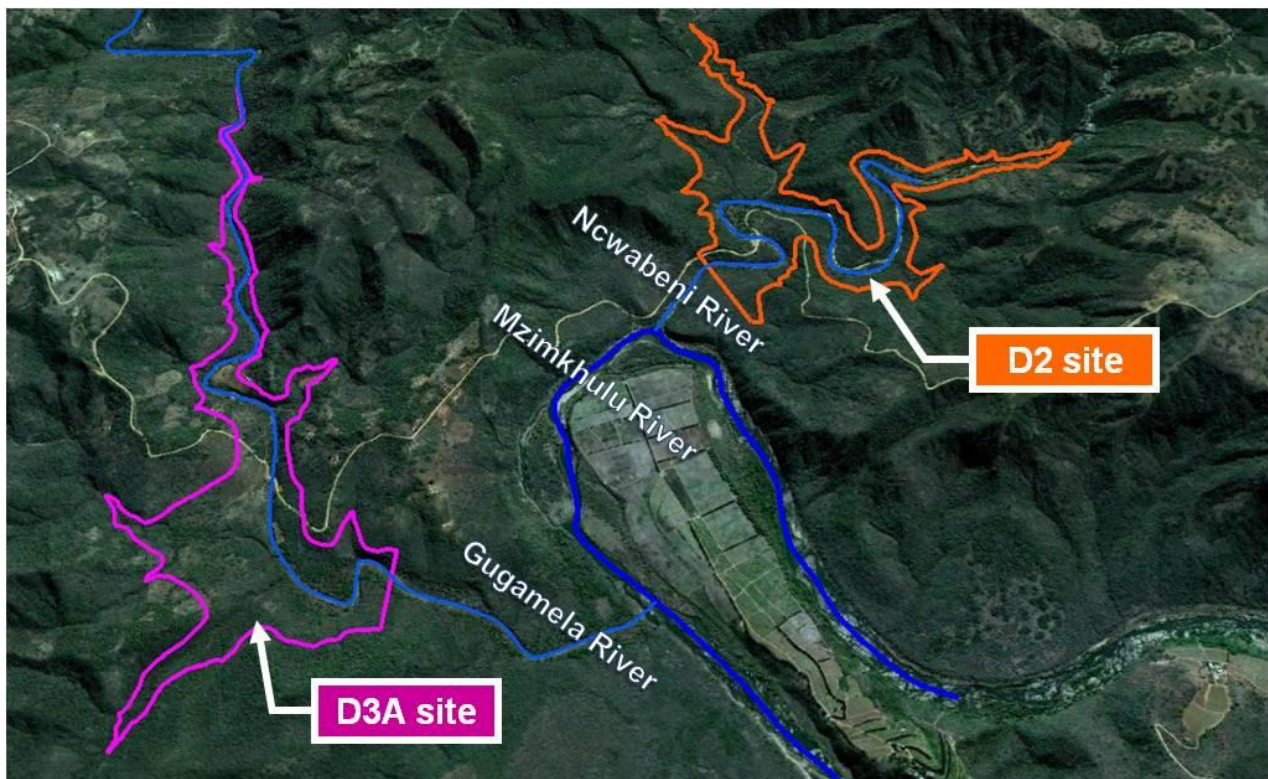 Ncwabeni River
Mzimkhulu River
D2 site
Gugamela River
D3A site